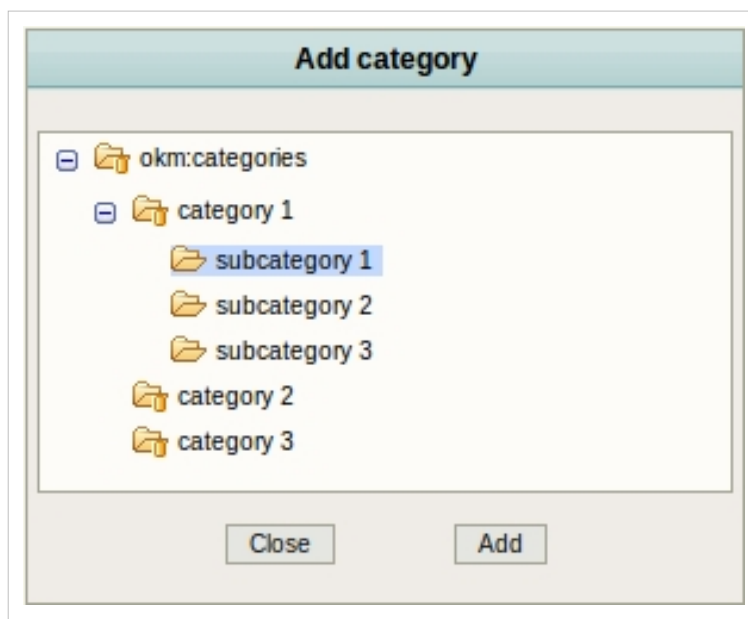 Add category
okm:categories
category 1
subcategory 1
subcategory 2
subcategory 3
category 2
category 3
Close Add